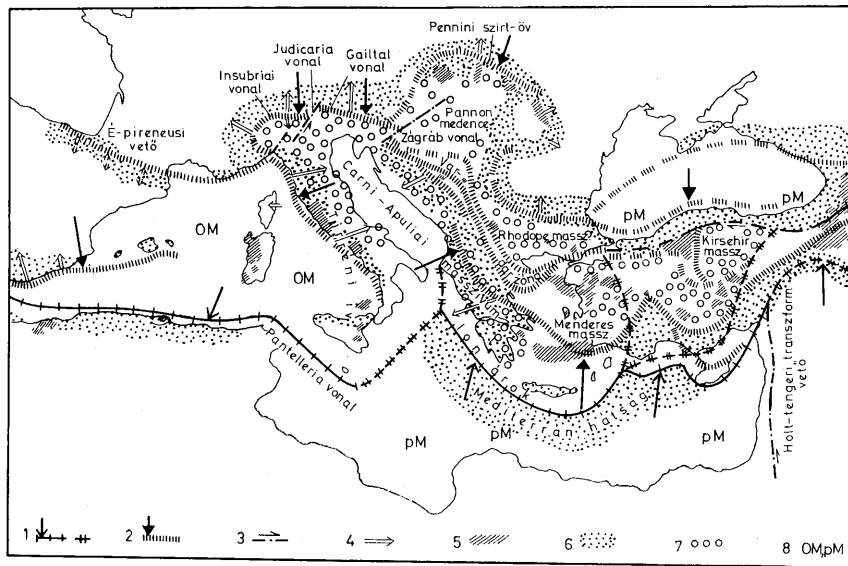 Pennini szirt-öv
Judicaria
vonal
Gailtal
vonal
Insubriai
vonal
Pannon
medence
Zágráb vonal
É-pireneusi
vető
Carni-Apuliai
massz.
OM
OM
pM
pM
Rhodope massz.
Kirsehir
massz.
Menderes
massz.
Pantelleria vonal
Mediterrán hátság
pM
pM
pM
Holt-tengeri transzform
vető
1
2
3
4
5
6
7
8 OM,pM